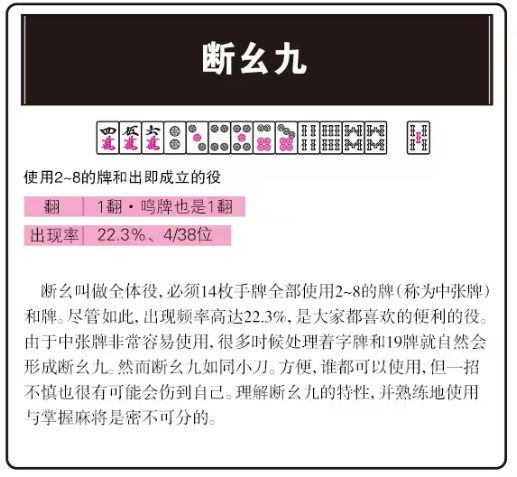 断幺九
四萬 五萬 六萬
使用2~8的牌和出即成立的役
翻 1翻・鸣牌也是1翻
出现率 22.3%、4/38位
断幺叫做全体役,必须14枚手牌全部使用2~8的牌(称为中张牌)
和牌。尽管如此,出现频率高达22.3%,是大家都喜欢的便利的役。
由于中张牌非常容易使用,很多时候处理着字牌和19牌就自然会
形成断幺九。然而断幺九如同小刀。方便,谁都可以使用,但一招
不慎也很有可能会伤到自己。理解断幺九的特性,并熟练地使用
与掌握麻将是密不可分的。